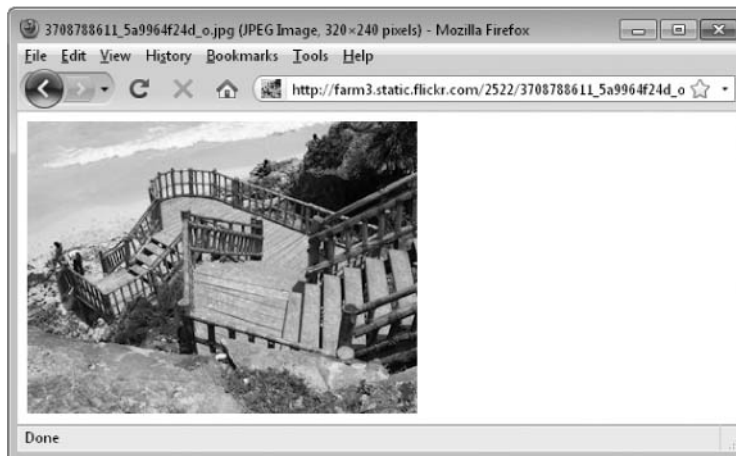 3708788611_5a9964f24d_o.jpg (JPEG Image, 320×240 pixels) - Mozilla Firefox
File Edit View History Bookmarks Tools Help
http://farm3.static.flickr.com/2522/3708788611_5a9964f24d_o
Done